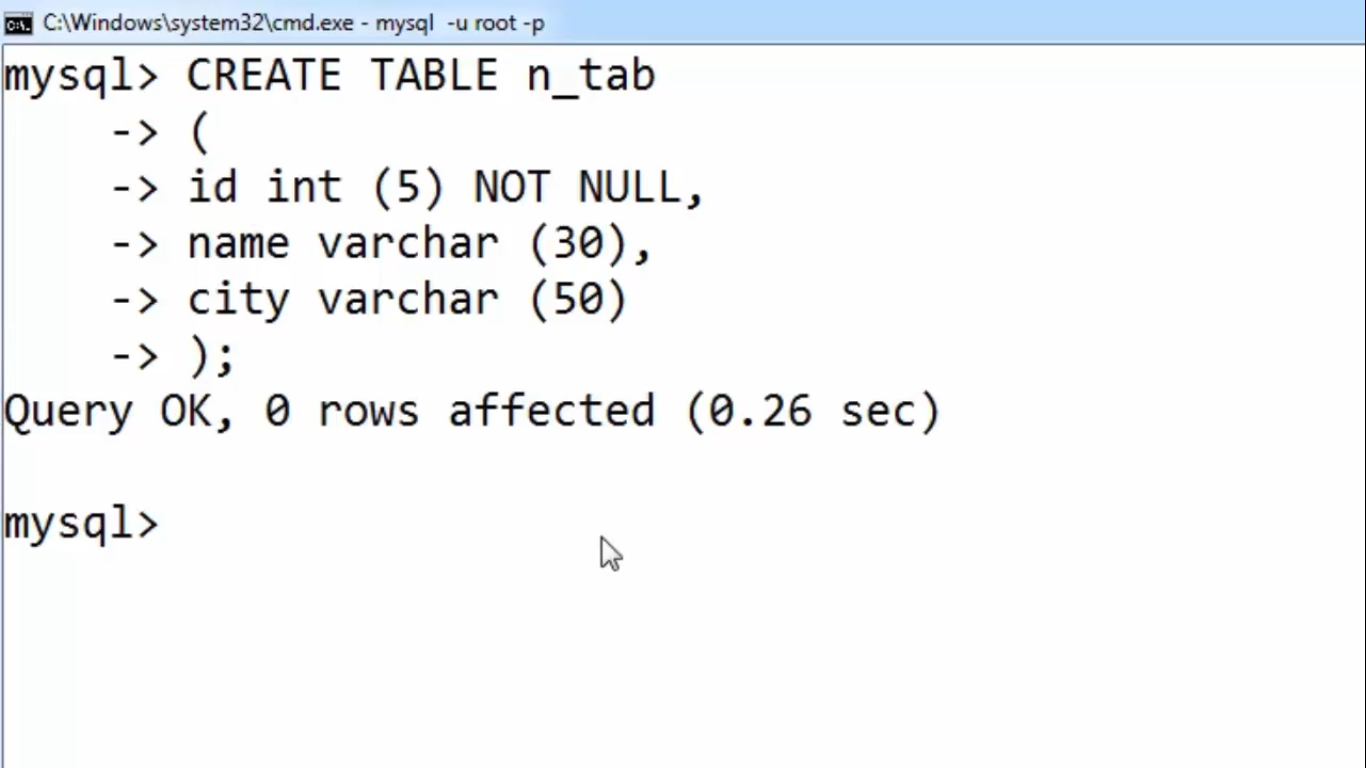 C:\Windows\system32\cmd.exe - mysql  -u root -p
mysql> CREATE TABLE n_tab
    -> (
    -> id int (5) NOT NULL,
    -> name varchar (30),
    -> city varchar (50)
    -> );
Query OK, 0 rows affected (0.26 sec)
mysql>